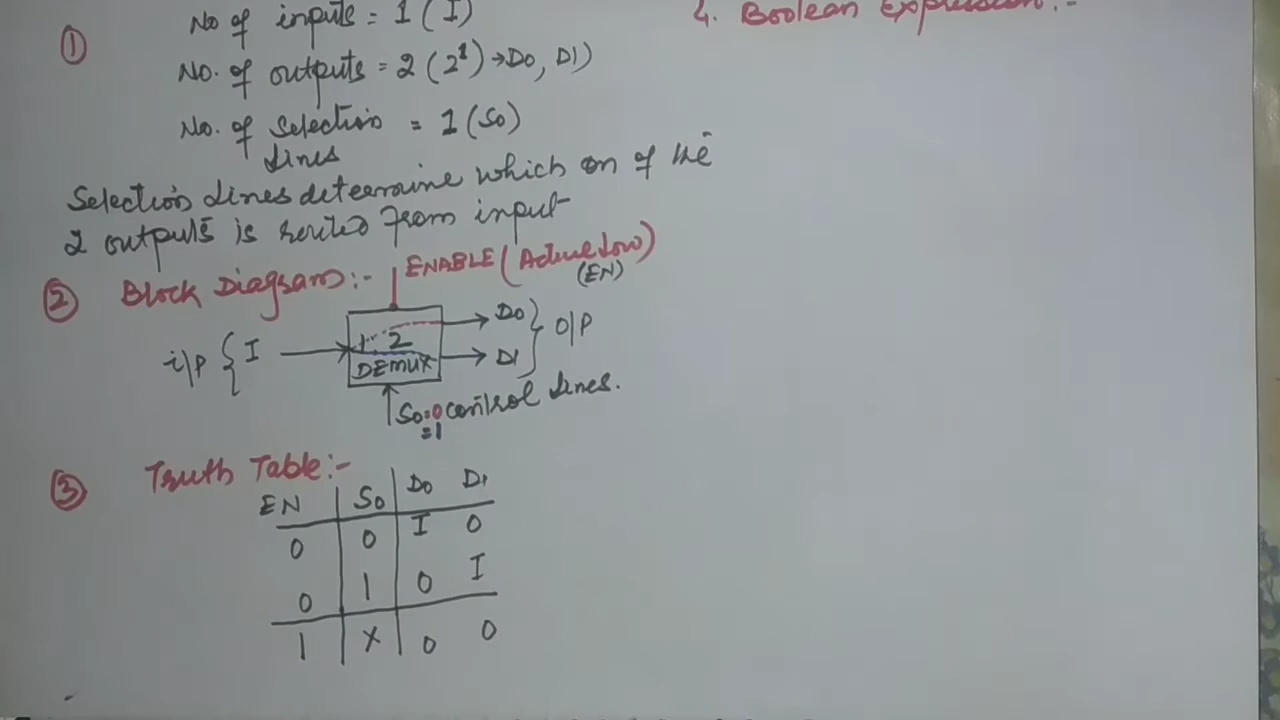 No of inputs = 1 (I)
① No. of outputs = 2 (2¹) → D0, D1)
No. of Selection = 1 (S0)
Lines
Selection Lines determine which on of the
2 outputs is routed from input
② Block Diagram:- ENABLE (Active Low)
(EN)
i/p { I 1:2 DEMUX D0 D1 } O/P
S0=0 control lines.
=1
③ Truth Table:-
EN S0 D0 D1
0 0 I 0
0 1 0 I
1 X 0 0
4. Boolean Expression:-